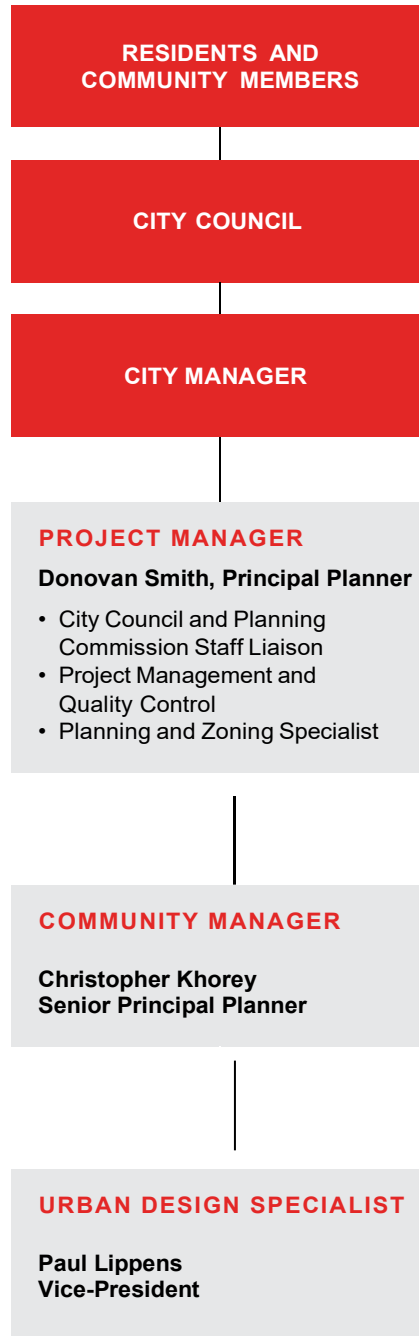 RESIDENTS AND
COMMUNITY MEMBERS
CITY COUNCIL
CITY MANAGER
PROJECT MANAGER
Donovan Smith, Principal Planner
• City Council and Planning
Commission Staff Liaison
• Project Management and
Quality Control
• Planning and Zoning Specialist
COMMUNITY MANAGER
Christopher Khorey
Senior Principal Planner
URBAN DESIGN SPECIALIST
Paul Lippens
Vice-President